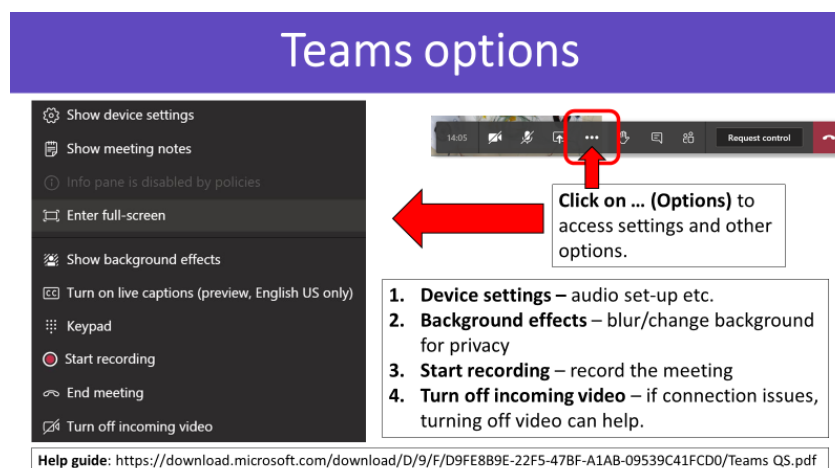 Teams options
Show device settings
Show meeting notes
Info pane is disabled by policies
Enter full-screen
Show background effects
CC Turn on live captions (preview, English US only)
Keypad
Start recording
End meeting
Turn off incoming video
14:05 ••• Request control
Click on ... (Options) to
access settings and other
options.
1. Device settings – audio set-up etc.
2. Background effects – blur/change background
for privacy
3. Start recording – record the meeting
4. Turn off incoming video – if connection issues,
turning off video can help.
Help guide: https://download.microsoft.com/download/D/9/F/D9FE8B9E-22F5-47BF-A1AB-09539C41FCD0/Teams QS.pdf